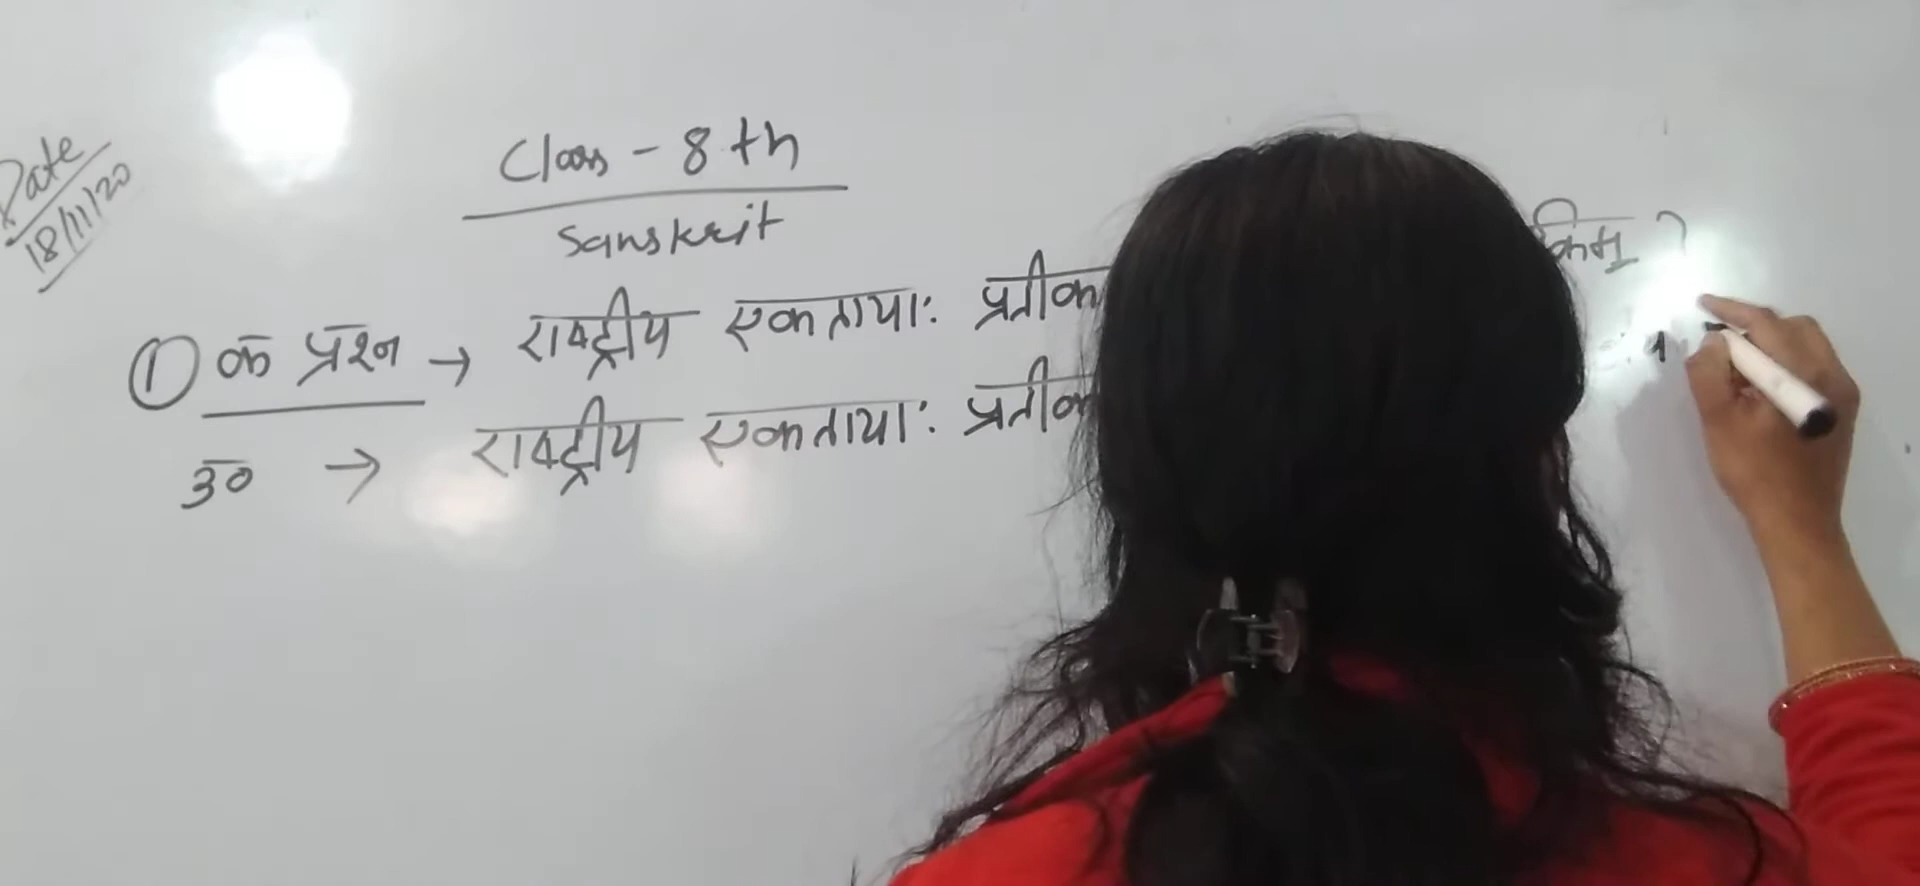 Date
18/11/20
Class - 8th
Sanskrit
① क प्रश्न → राष्ट्रीय एकतायाः प्रतीक किम् ?
उ० → राष्ट्रीय एकतायाः प्रतीक